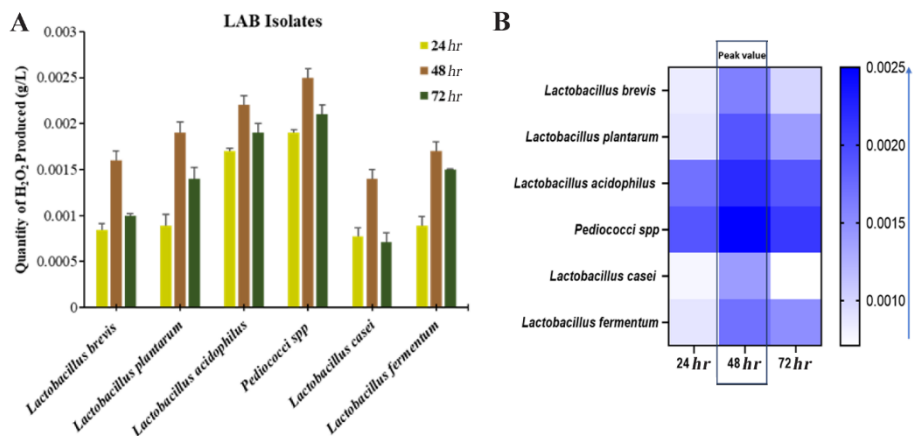 A
LAB Isolates
Quantity of H₂O₂ Produced (g/L)
0.003
0.0025
0.002
0.0015
0.001
0.0005
0
24 hr
48 hr
72 hr
Lactobacillus brevis
Lactobacillus plantarum
Lactobacillus acidophilus
Pediococci spp
Lactobacillus casei
Lactobacillus fermentum
B
Peak value
Lactobacillus brevis
Lactobacillus plantarum
Lactobacillus acidophilus
Pediococci spp
Lactobacillus casei
Lactobacillus fermentum
24 hr
48 hr
72 hr
0.0025
0.0020
0.0015
0.0010